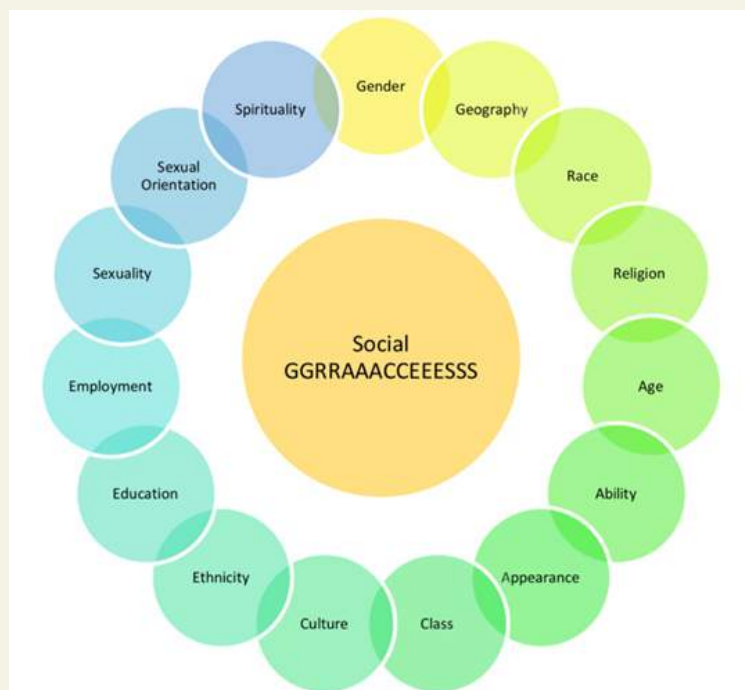 Gender
Geography
Race
Religion
Age
Ability
Appearance
Class
Culture
Ethnicity
Education
Employment
Sexuality
Sexual
Orientation
Spirituality
Social
GGRRAAACCEEESSS